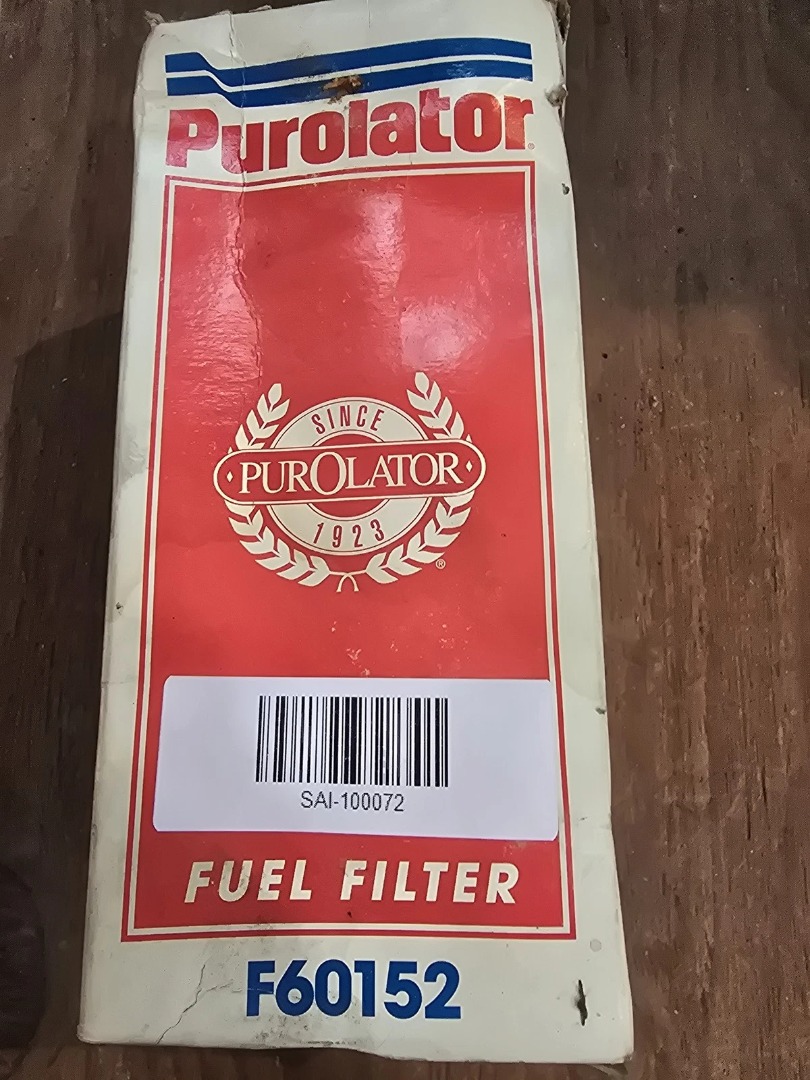 Purolator®
SINCE
PUROLATOR
1923
®
SAI-100072
FUEL FILTER
F60152